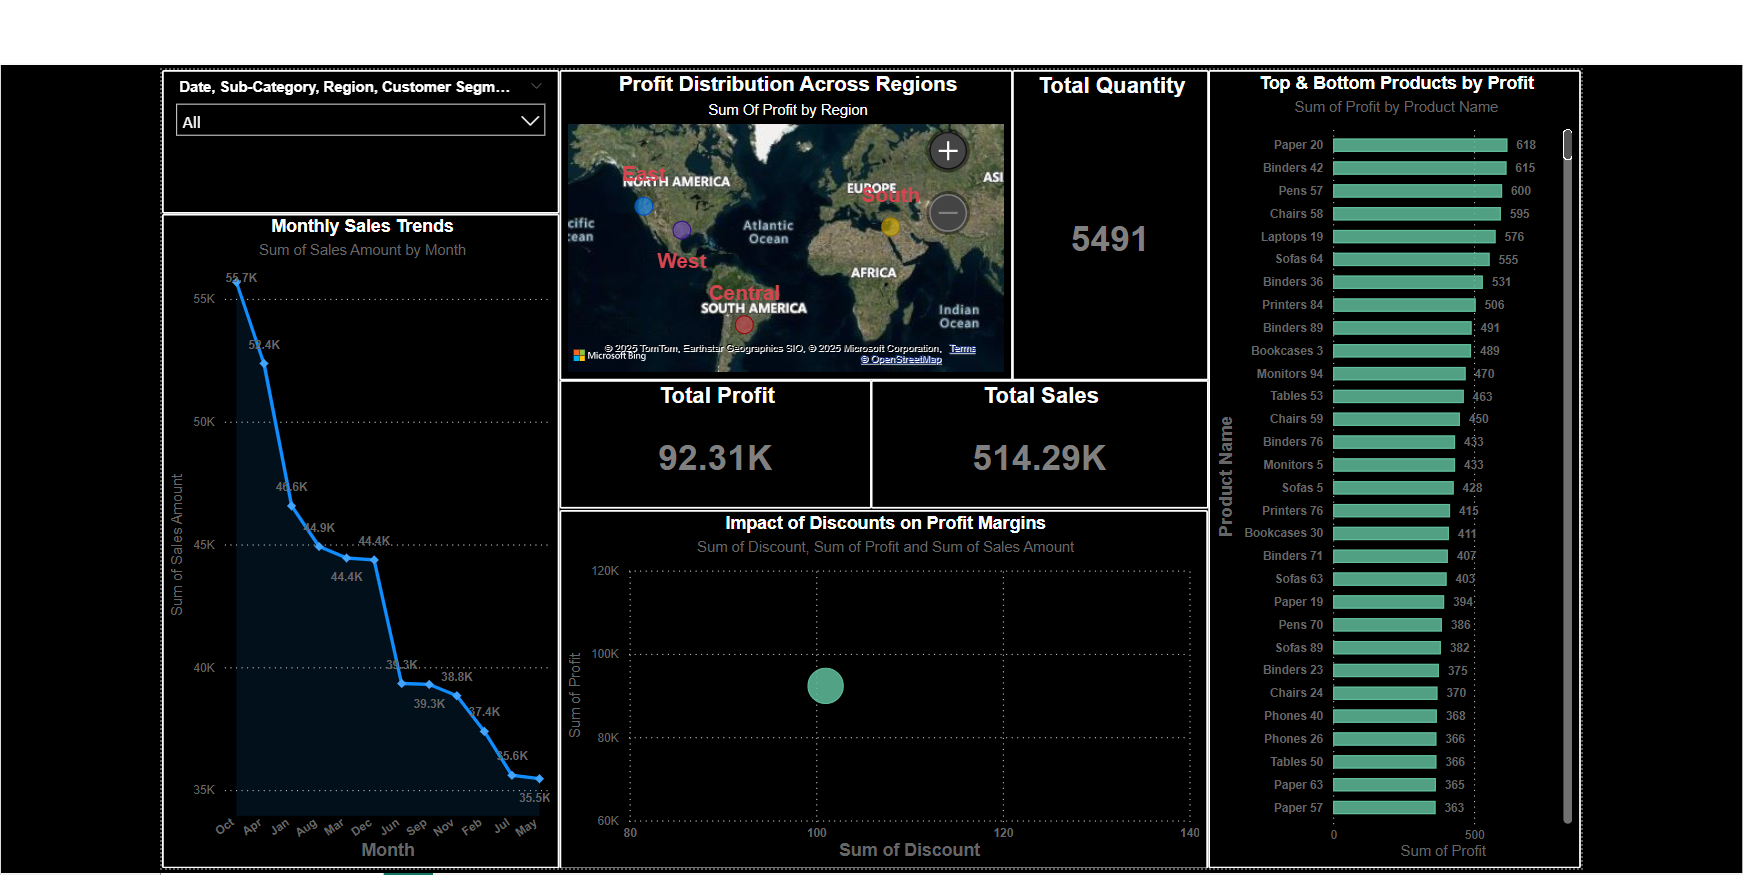 Date, Sub-Category, Region, Customer Segm...
All
Monthly Sales Trends
Sum of Sales Amount by Month
Sum of Sales Amount
55K
50K
45K
40K
35K
55.7K
52.4K
46.6K
44.9K
44.4K
44.4K
39.3K
39.3K
38.8K
37.4K
35.6K
35.5K
Oct
Apr
Jan
Aug
Mar
Dec
Jun
Sep
Nov
Feb
Jul
May
Month
Profit Distribution Across Regions
Sum Of Profit by Region
East
NORTH AMERICA
EUROPE
ASI
South
cific
cean
Atlantic
Ocean
West
AFRICA
Central
SOUTH AMERICA
Indian
Ocean
Microsoft Bing
© 2025 TomTom, Earthstar Geographics SIO, © 2025 Microsoft Corporation, Terms
© OpenStreetMap
Total Quantity
5491
Total Profit
92.31K
Total Sales
514.29K
Impact of Discounts on Profit Margins
Sum of Discount, Sum of Profit and Sum of Sales Amount
Sum of Profit
120K
100K
80K
60K
80
100
120
140
Sum of Discount
Top & Bottom Products by Profit
Sum of Profit by Product Name
Product Name
Paper 20 618
Binders 42 615
Pens 57 600
Chairs 58 595
Laptops 19 576
Sofas 64 555
Binders 36 531
Printers 84 506
Binders 89 491
Bookcases 3 489
Monitors 94 470
Tables 53 463
Chairs 59 450
Binders 76 433
Monitors 5 433
Sofas 5 428
Printers 76 415
Bookcases 30 411
Binders 71 407
Sofas 63 403
Paper 19 394
Pens 70 386
Sofas 89 382
Binders 23 375
Chairs 24 370
Phones 40 368
Phones 26 366
Tables 50 366
Paper 63 365
Paper 57 363
0
500
Sum of Profit